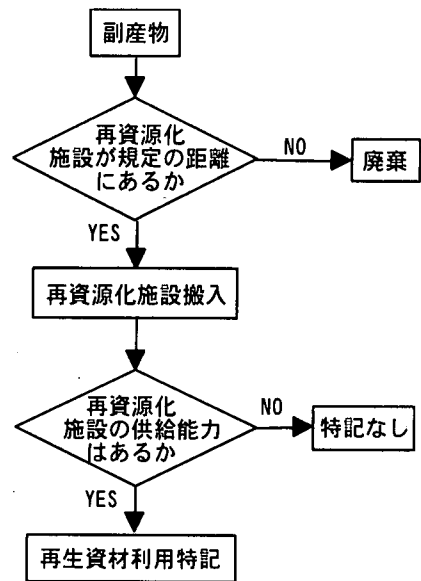 副産物
再資源化
施設が規定の距離
にあるか
NO
廃棄
YES
再資源化施設搬入
再資源化
施設の供給能力
はあるか
NO
特記なし
YES
再生資材利用特記